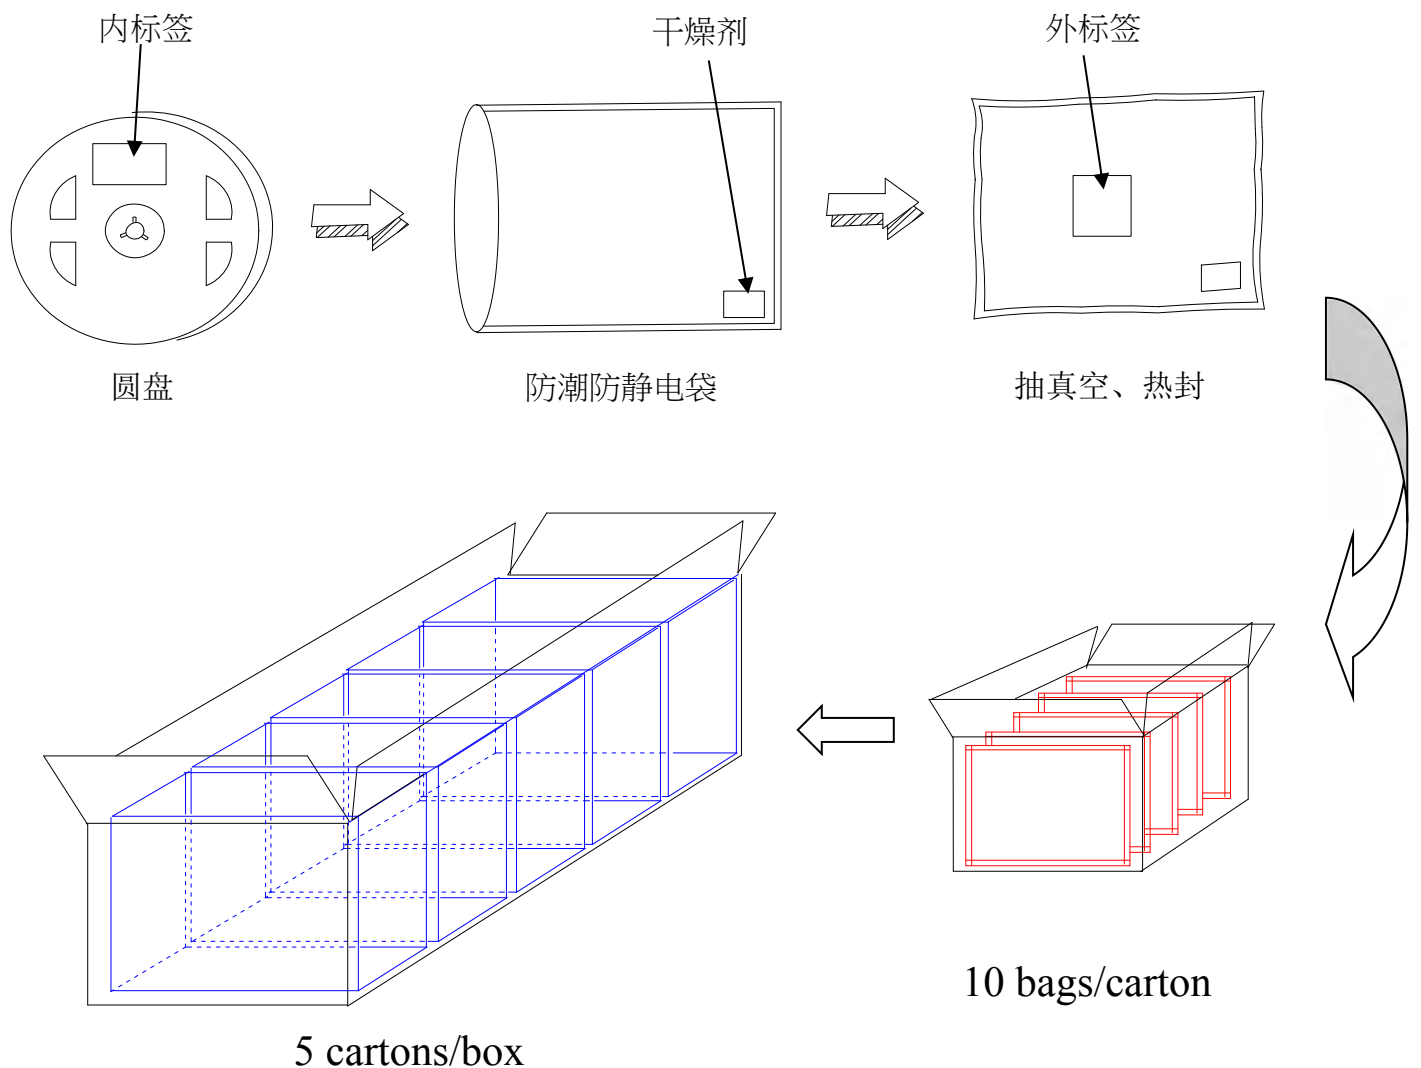 内标签
干燥剂
外标签
圆盘
防潮防静电袋
抽真空、热封
10 bags/carton
5 cartons/box